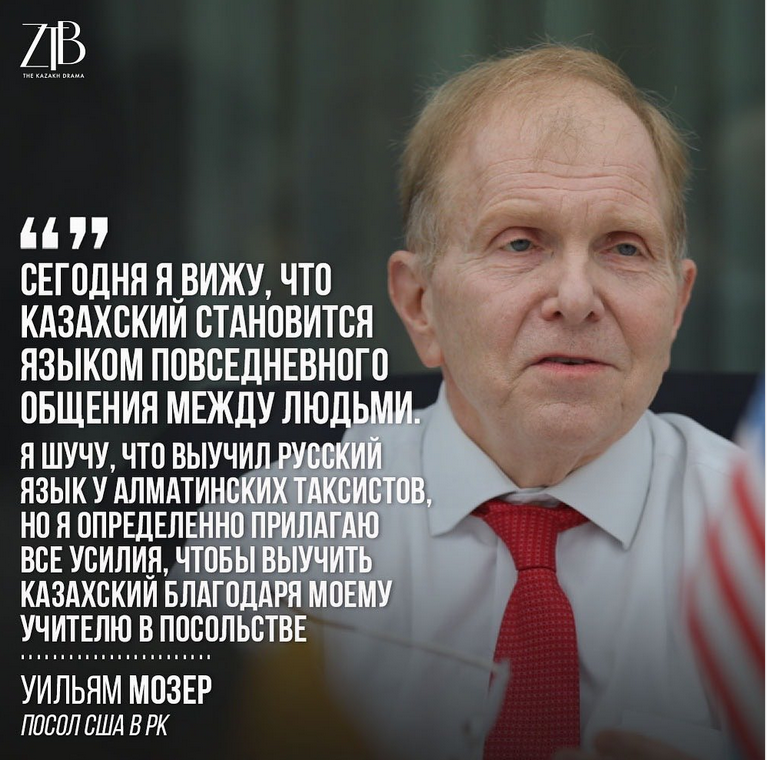 ZTB
THE KAZAKH DRAMA
“”
СЕГОДНЯ Я ВИЖУ, ЧТО
КАЗАХСКИЙ СТАНОВИТСЯ
ЯЗЫКОМ ПОВСЕДНЕВНОГО
ОБЩЕНИЯ МЕЖДУ ЛЮДЬМИ.
Я ШУЧУ, ЧТО ВЫУЧИЛ РУССКИЙ
ЯЗЫК У АЛМАТИНСКИХ ТАКСИСТОВ,
НО Я ОПРЕДЕЛЕННО ПРИЛАГАЮ
ВСЕ УСИЛИЯ, ЧТОБЫ ВЫУЧИТЬ
КАЗАХСКИЙ БЛАГОДАРЯ МОЕМУ
УЧИТЕЛЮ В ПОСОЛЬСТВЕ
УИЛЬЯМ МОЗЕР
ПОСОЛ США В РК